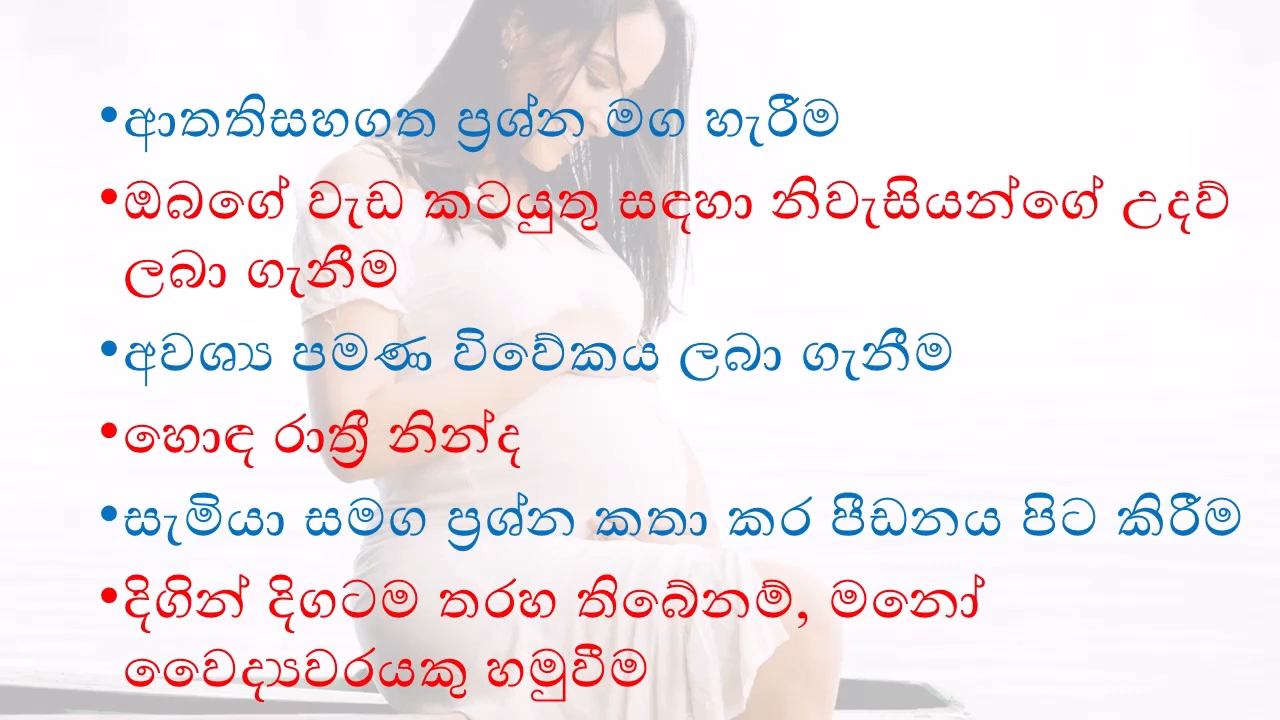 •ආතතිසහගත ප්‍රශ්න මග හැරීම
•ඔබගේ වැඩ කටයුතු සඳහා නිවැසියන්ගේ උදව්
ලබා ගැනීම
•අවශ්‍ය පමණ විවේකය ලබා ගැනීම
•හොඳ රාත්‍රී නින්ද
•සැමියා සමග ප්‍රශ්න කතා කර පීඩනය පිට කිරීම
•දිගින් දිගටම තරහ තිබේනම්, මනෝ
වෛද්‍යවරයකු හමුවීම